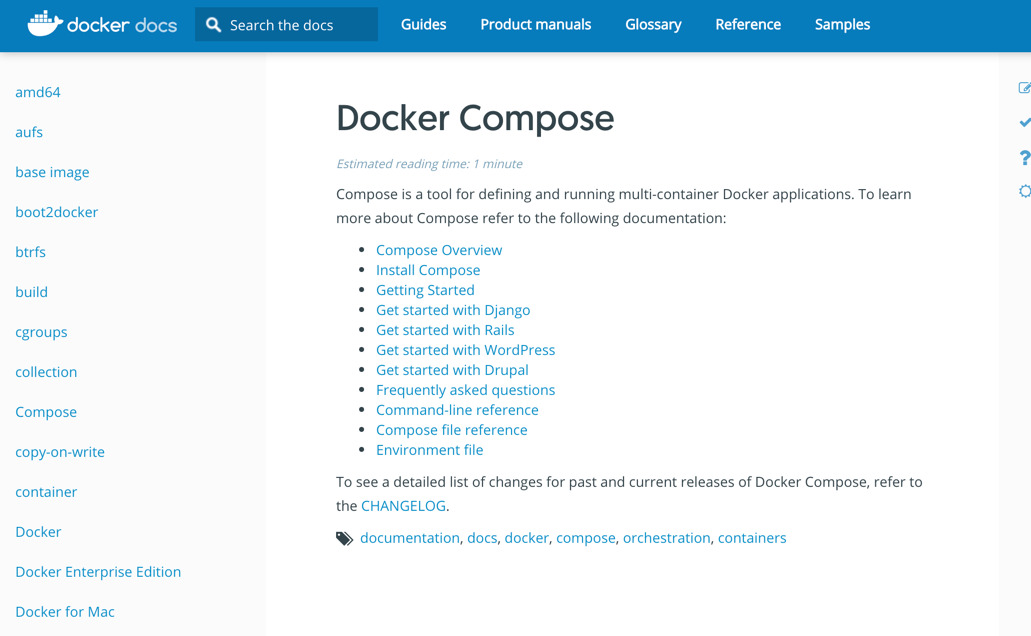 docker docs
Search the docs
Guides
Product manuals
Glossary
Reference
Samples
amd64
aufs
base image
boot2docker
btrfs
build
cgroups
collection
Compose
copy-on-write
container
Docker
Docker Enterprise Edition
Docker for Mac
Docker Compose
Estimated reading time: 1 minute
Compose is a tool for defining and running multi-container Docker applications. To learn
more about Compose refer to the following documentation:
Compose Overview
Install Compose
Getting Started
Get started with Django
Get started with Rails
Get started with WordPress
Get started with Drupal
Frequently asked questions
Command-line reference
Compose file reference
Environment file
To see a detailed list of changes for past and current releases of Docker Compose, refer to
the CHANGELOG.
documentation, docs, docker, compose, orchestration, containers